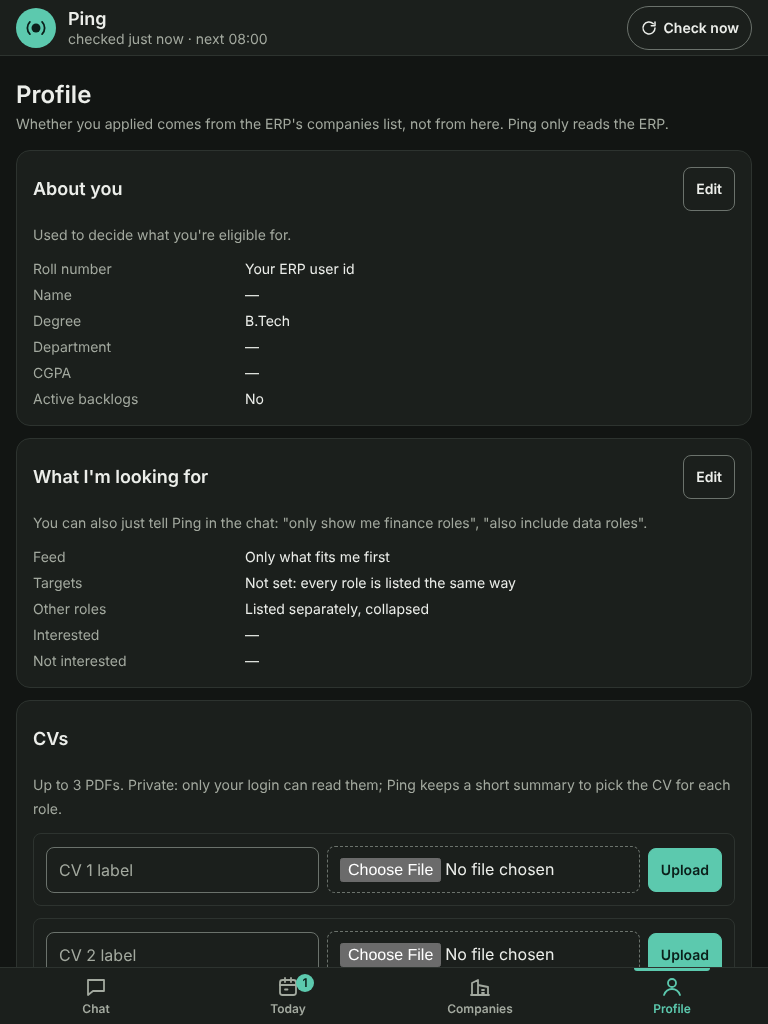 Ping
checked just now · next 08:00
Check now
Profile
Whether you applied comes from the ERP's companies list, not from here. Ping only reads the ERP.
About you
Edit
Used to decide what you're eligible for.
Roll number Your ERP user id
Name —
Degree B.Tech
Department —
CGPA —
Active backlogs No
What I'm looking for
Edit
You can also just tell Ping in the chat: "only show me finance roles", "also include data roles".
Feed Only what fits me first
Targets Not set: every role is listed the same way
Other roles Listed separately, collapsed
Interested —
Not interested —
CVs
Up to 3 PDFs. Private: only your login can read them; Ping keeps a short summary to pick the CV for each
role.
CV 1 label Choose File No file chosen Upload
CV 2 label Choose File No file chosen Upload
1
Chat Today Companies Profile